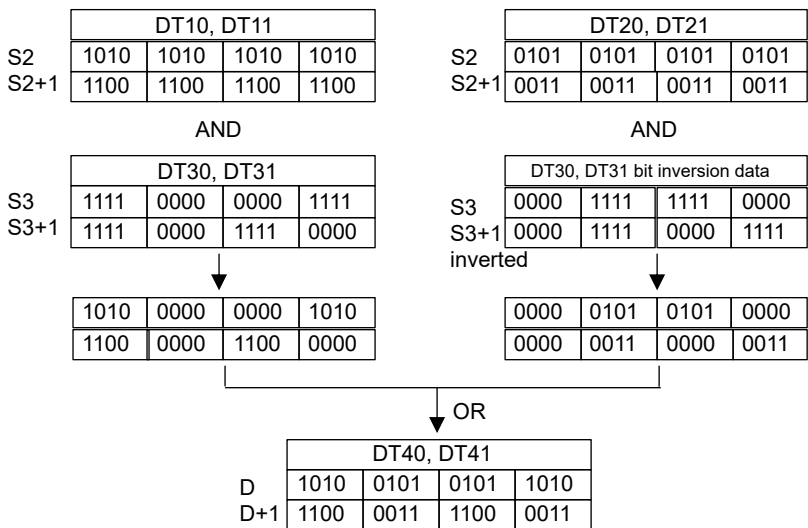 DT10, DT11
S2 1010 1010 1010 1010
S2+1 1100 1100 1100 1100
DT20, DT21
S2 0101 0101 0101 0101
S2+1 0011 0011 0011 0011
AND
AND
DT30, DT31
S3 1111 0000 0000 1111
S3+1 1111 0000 1111 0000
DT30, DT31 bit inversion data
S3 0000 1111 1111 0000
S3+1 0000 1111 0000 1111
inverted
1010 0000 0000 1010
1100 0000 1100 0000
0000 0101 0101 0000
0000 0011 0000 0011
OR
DT40, DT41
D 1010 0101 0101 1010
D+1 1100 0011 1100 0011